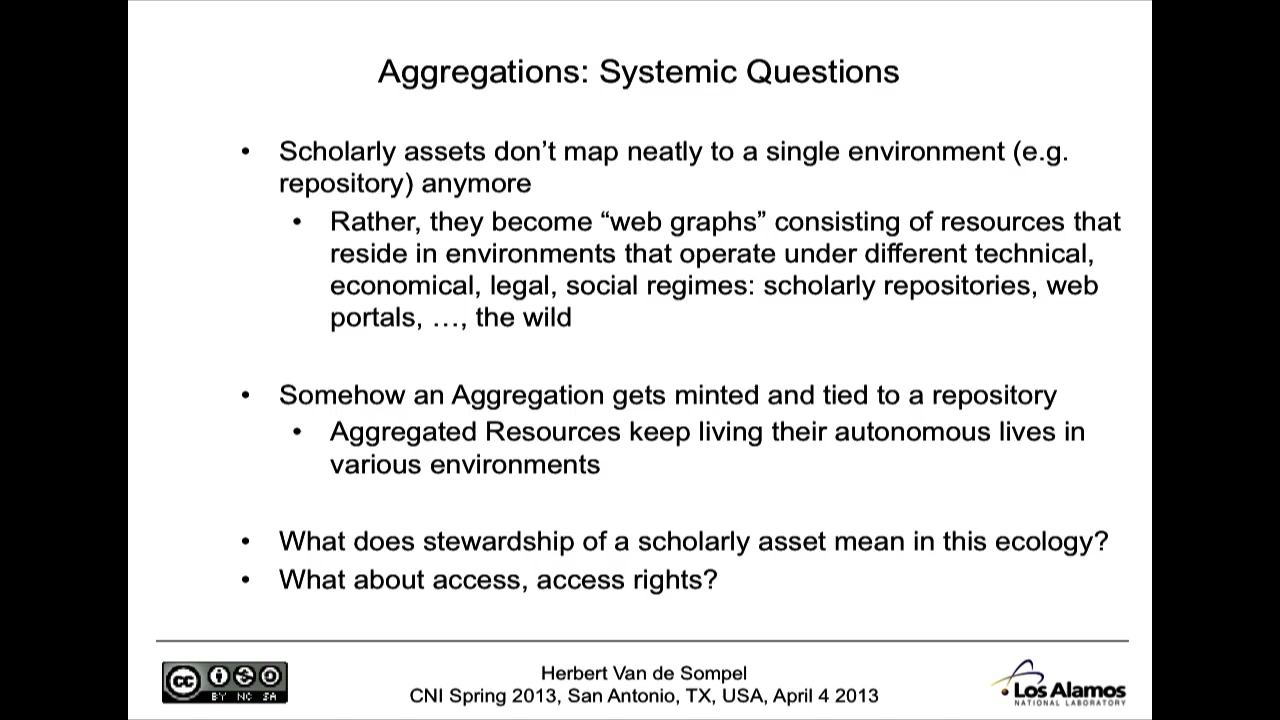 Aggregations: Systemic Questions
• Scholarly assets don’t map neatly to a single environment (e.g.
repository) anymore
• Rather, they become “web graphs” consisting of resources that
reside in environments that operate under different technical,
economical, legal, social regimes: scholarly repositories, web
portals, …, the wild
• Somehow an Aggregation gets minted and tied to a repository
• Aggregated Resources keep living their autonomous lives in
various environments
• What does stewardship of a scholarly asset mean in this ecology?
• What about access, access rights?
cc
BY NC SA
Herbert Van de Sompel
CNI Spring 2013, San Antonio, TX, USA, April 4 2013
Los Alamos
NATIONAL LABORATORY